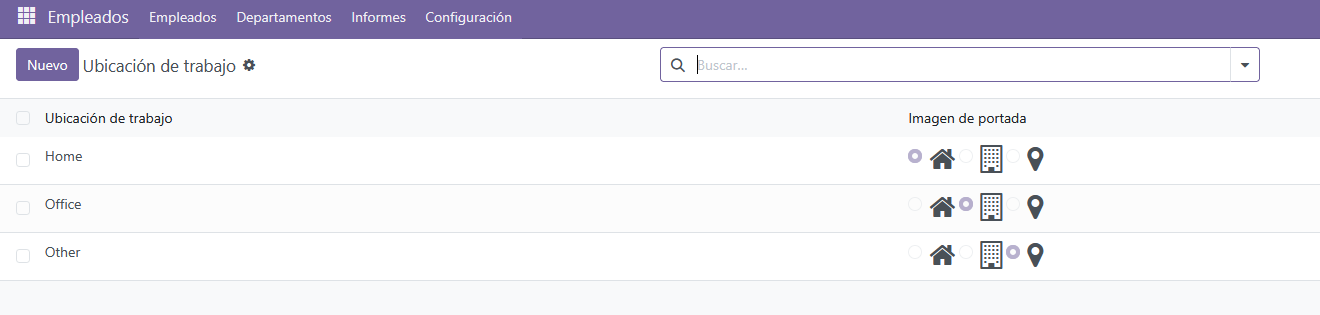 Empleados Empleados Departamentos Informes Configuración
Nuevo Ubicación de trabajo Buscar...
Ubicación de trabajo Imagen de portada
Home
Office
Other